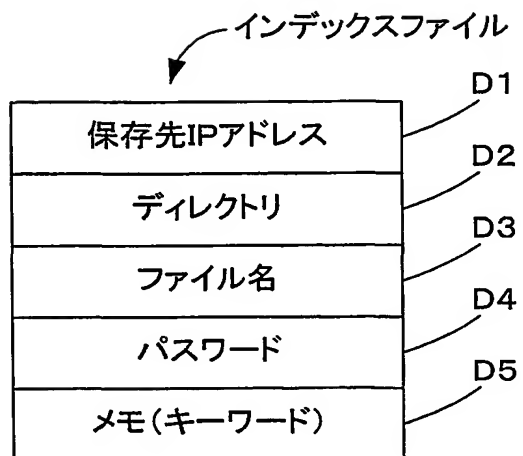 インデックスファイル
保存先IPアドレス D1
ディレクトリ D2
ファイル名 D3
パスワード D4
メモ(キーワード) D5